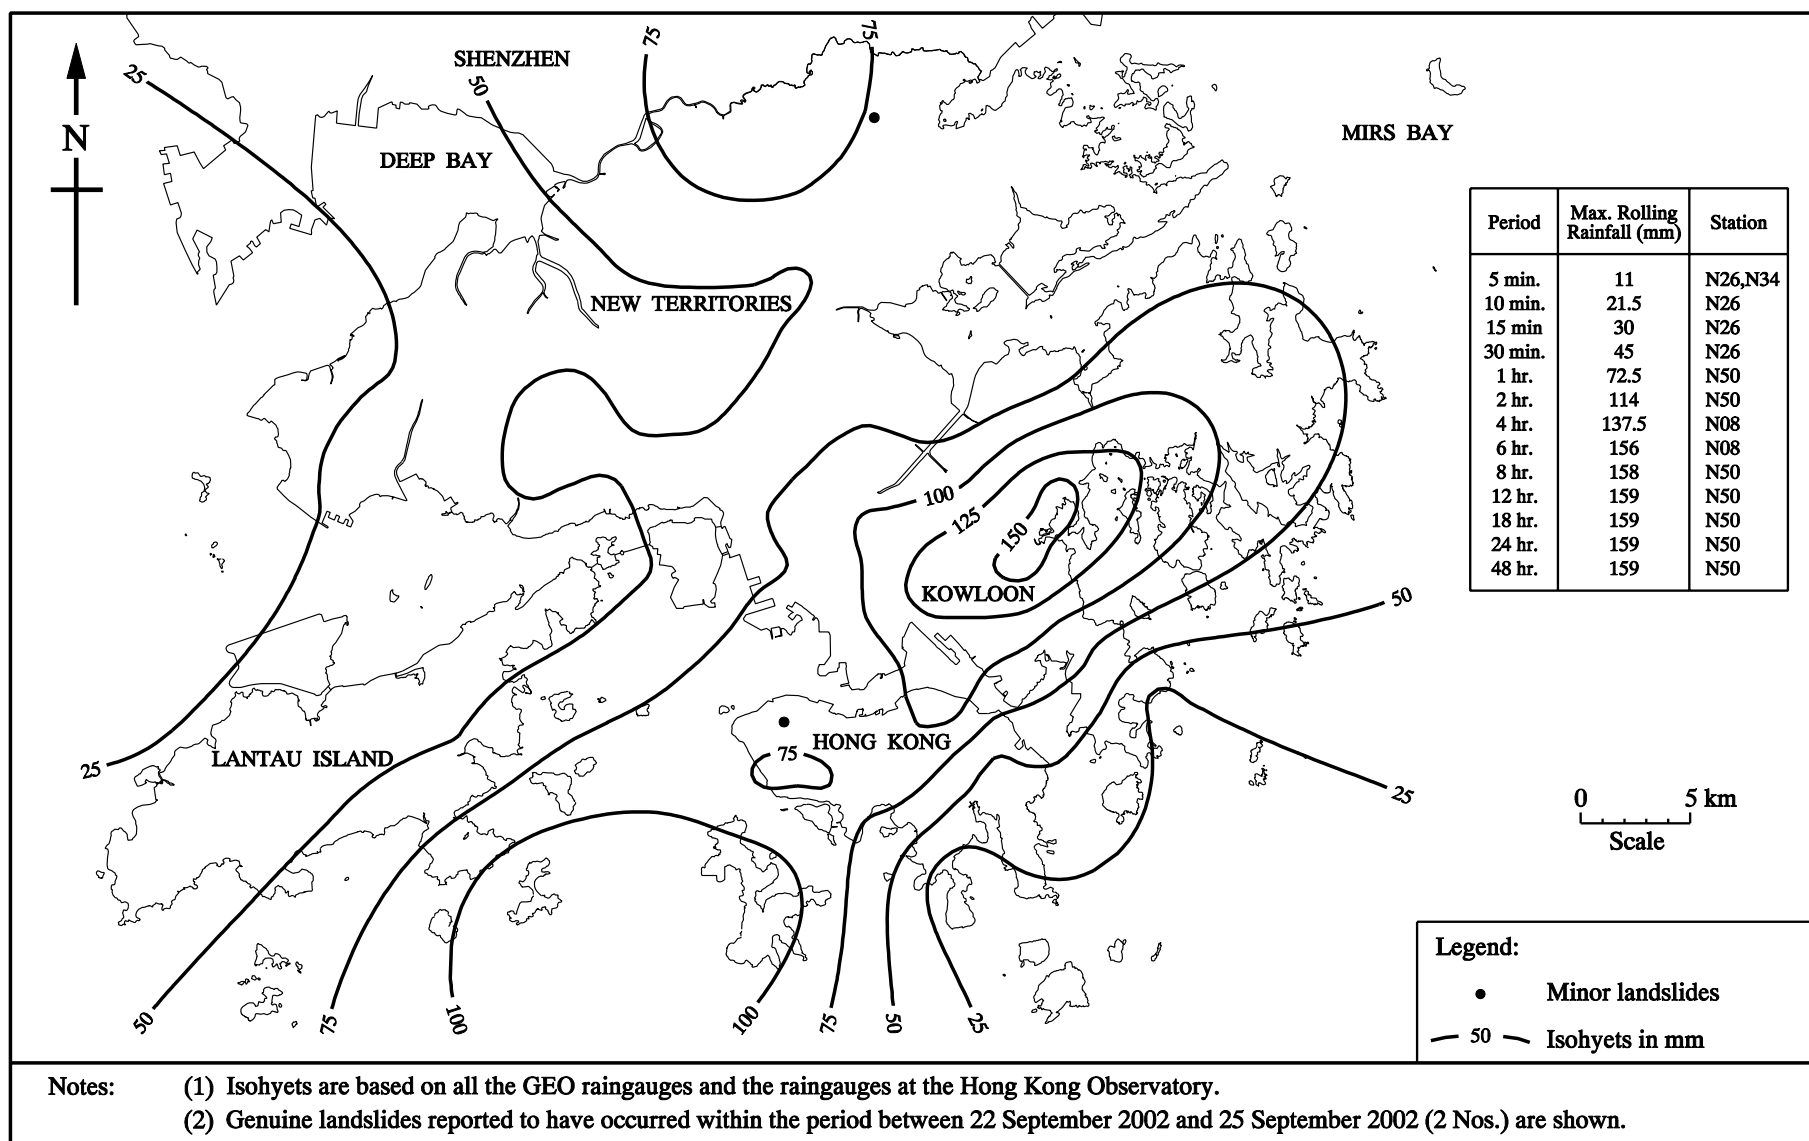 75
75
SHENZHEN
25
50
N
DEEP BAY
MIRS BAY
NEW TERRITORIES
Period Max. Rolling Rainfall (mm) Station
5 min. 11 N26,N34
10 min. 21.5 N26
15 min 30 N26
30 min. 45 N26
1 hr. 72.5 N50
2 hr. 114 N50
4 hr. 137.5 N08
6 hr. 156 N08
8 hr. 158 N50
12 hr. 159 N50
18 hr. 159 N50
24 hr. 159 N50
48 hr. 159 N50
100
125
150
KOWLOON
50
HONG KONG
75
LANTAU ISLAND
25
25
0 5 km
Scale
50
75
100
100
75
50
25
Legend:
Minor landslides
50 Isohyets in mm
Notes: (1) Isohyets are based on all the GEO raingauges and the raingauges at the Hong Kong Observatory.
(2) Genuine landslides reported to have occurred within the period between 22 September 2002 and 25 September 2002 (2 Nos.) are shown.